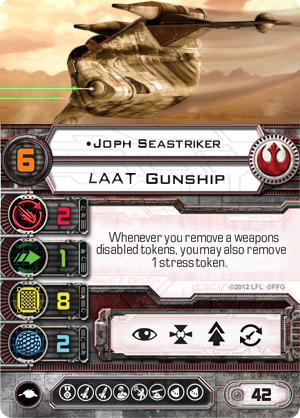 •Joph Seastriker
6
LAAT Gunship
2
Whenever you remove a weapons
disabled tokens, you may also remove
1 stress token.
1
©2012 LFL ©FFG
8
2
42